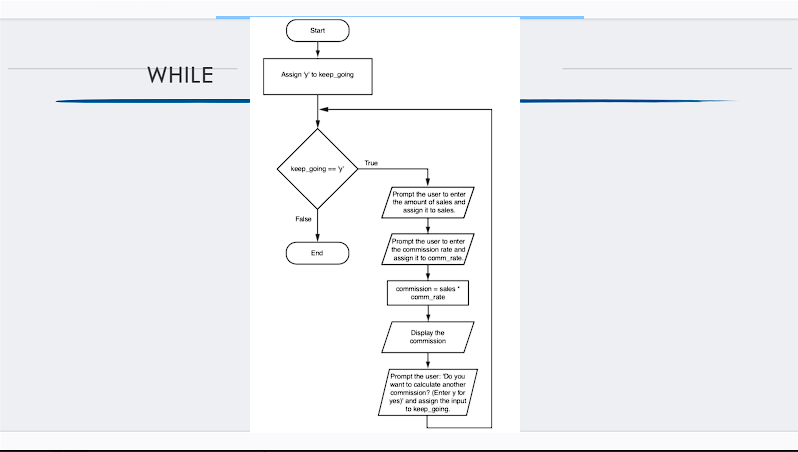 Start
WHILE
Assign 'y' to keep_going
keep_going == 'y'
True
False
End
Prompt the user to enter
the amount of sales and
assign it to sales.
Prompt the user to enter
the commission rate and
assign it to comm_rate.
commission = sales *
comm_rate
Display the
commission
Prompt the user: 'Do you
want to calculate another
commission? (Enter y for
yes)' and assign the input
to keep_going.